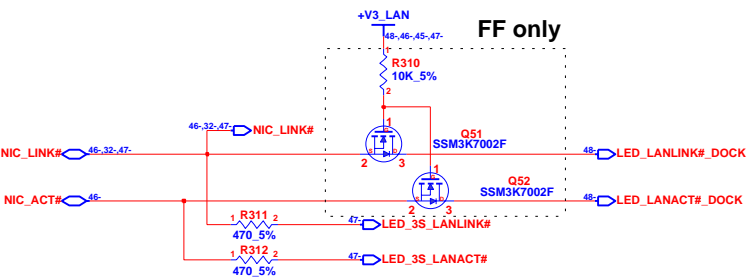 +V3_LAN
FF only
48-,46-,45-,47-
1
R310
10K_5%
2
46-,32-,47-
NIC_LINK#
1
Q51
SSM3K7002F
G
S
D
NIC_LINK#
46-,32-,47-
2
3
48-
LED_LANLINK#_DOCK
1
Q52
SSM3K7002F
G
S
D
NIC_ACT#
46-
2
3
48-
LED_LANACT#_DOCK
1
R311
2
470_5%
47-
LED_3S_LANLINK#
1
R312
2
470_5%
47-
LED_3S_LANACT#